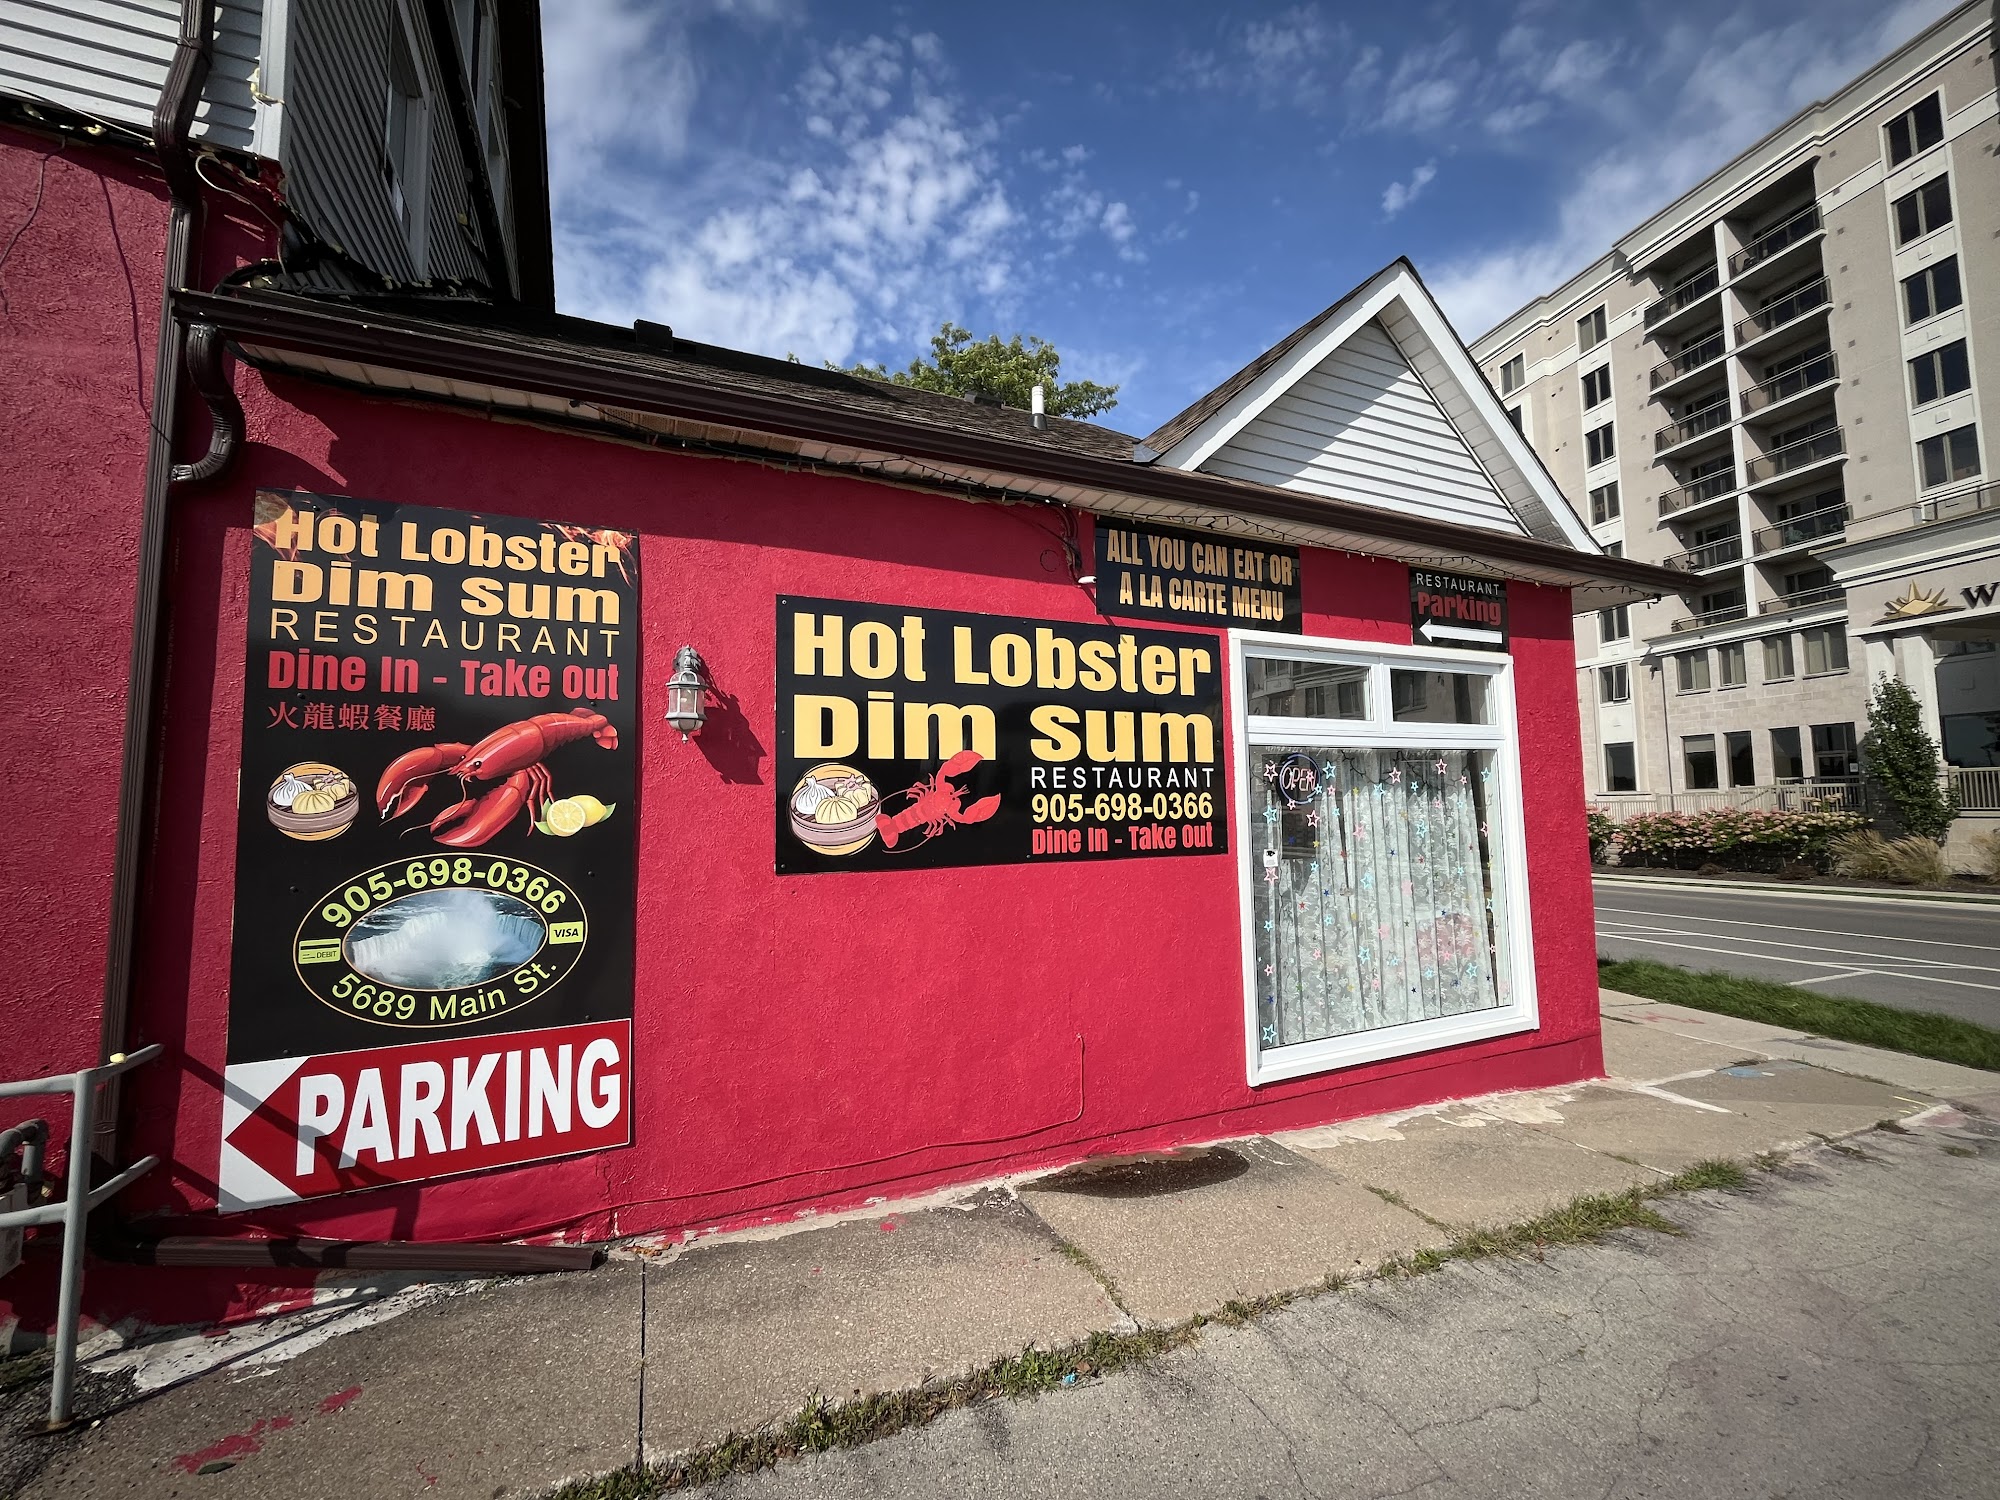 Hot Lobster
Dim Sum
RESTAURANT
Dine In - Take Out
火龍蝦餐廳
905-698-0366
DEBIT
VISA
5689 Main St.
PARKING
Hot Lobster
Dim Sum
RESTAURANT
905-698-0366
Dine In - Take Out
ALL YOU CAN EAT OR
A LA CARTE MENU
RESTAURANT
Parking
OPEN
W